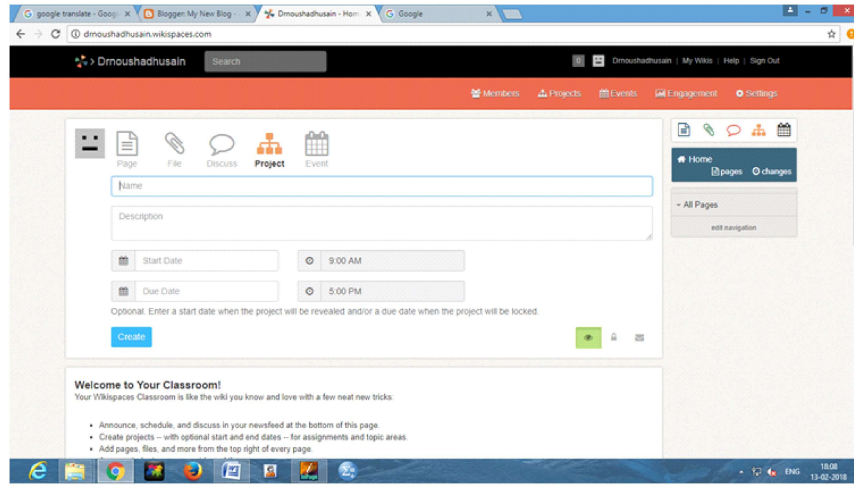 google translate - Goog
Blogger: My New Blog -
Drnoushadhusain - Hom
Google
drnoushadhusain.wikispaces.com
Drnoushadhusain
Search
0
Drnoushadhusain | My Wikis | Help | Sign Out
Members
Projects
Events
Engagement
Settings
Page
File
Discuss
Project
Event
Home
pages
changes
All Pages
edit navigation
Name
Description
Start Date
9:00 AM
Due Date
5:00 PM
Optional. Enter a start date when the project will be revealed and/or a due date when the project will be locked.
Create
Welcome to Your Classroom!
Your Wikispaces Classroom is like the wiki you know and love with a few neat new tricks.
Announce, schedule, and discuss in your newsfeed at the bottom of this page.
Create projects -- with optional start and end dates -- for assignments and topic areas.
Add pages, files, and more from the top right of every page.
ENG
18:08
13-02-2018